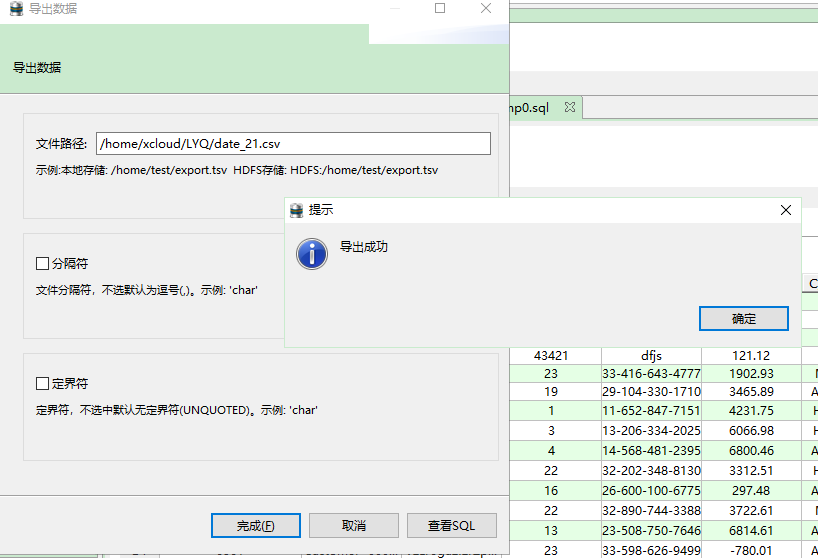 导出数据
导出数据
np0.sql
文件路径: /home/xcloud/LYQ/date_21.csv
示例:本地存储: /home/test/export.tsv HDFS存储: HDFS:/home/test/export.tsv
提示
导出成功
确定
分隔符
文件分隔符，不选默认为逗号(,)。示例: 'char'
定界符
定界符，不选中默认无定界符(UNQUOTED)。示例: 'char'
43421 dfjs 121.12
23 33-416-643-4777 1902.93
19 29-104-330-1710 3465.89
1 11-652-847-7151 4231.75
3 13-206-334-2025 6066.98
4 14-568-481-2395 6800.46
22 32-202-348-8130 3312.51
16 26-600-100-6775 297.48
22 32-890-744-3388 3722.61
13 23-508-750-7646 6814.61
23 33-598-626-9499 -780.01
完成(F) 取消 查看SQL